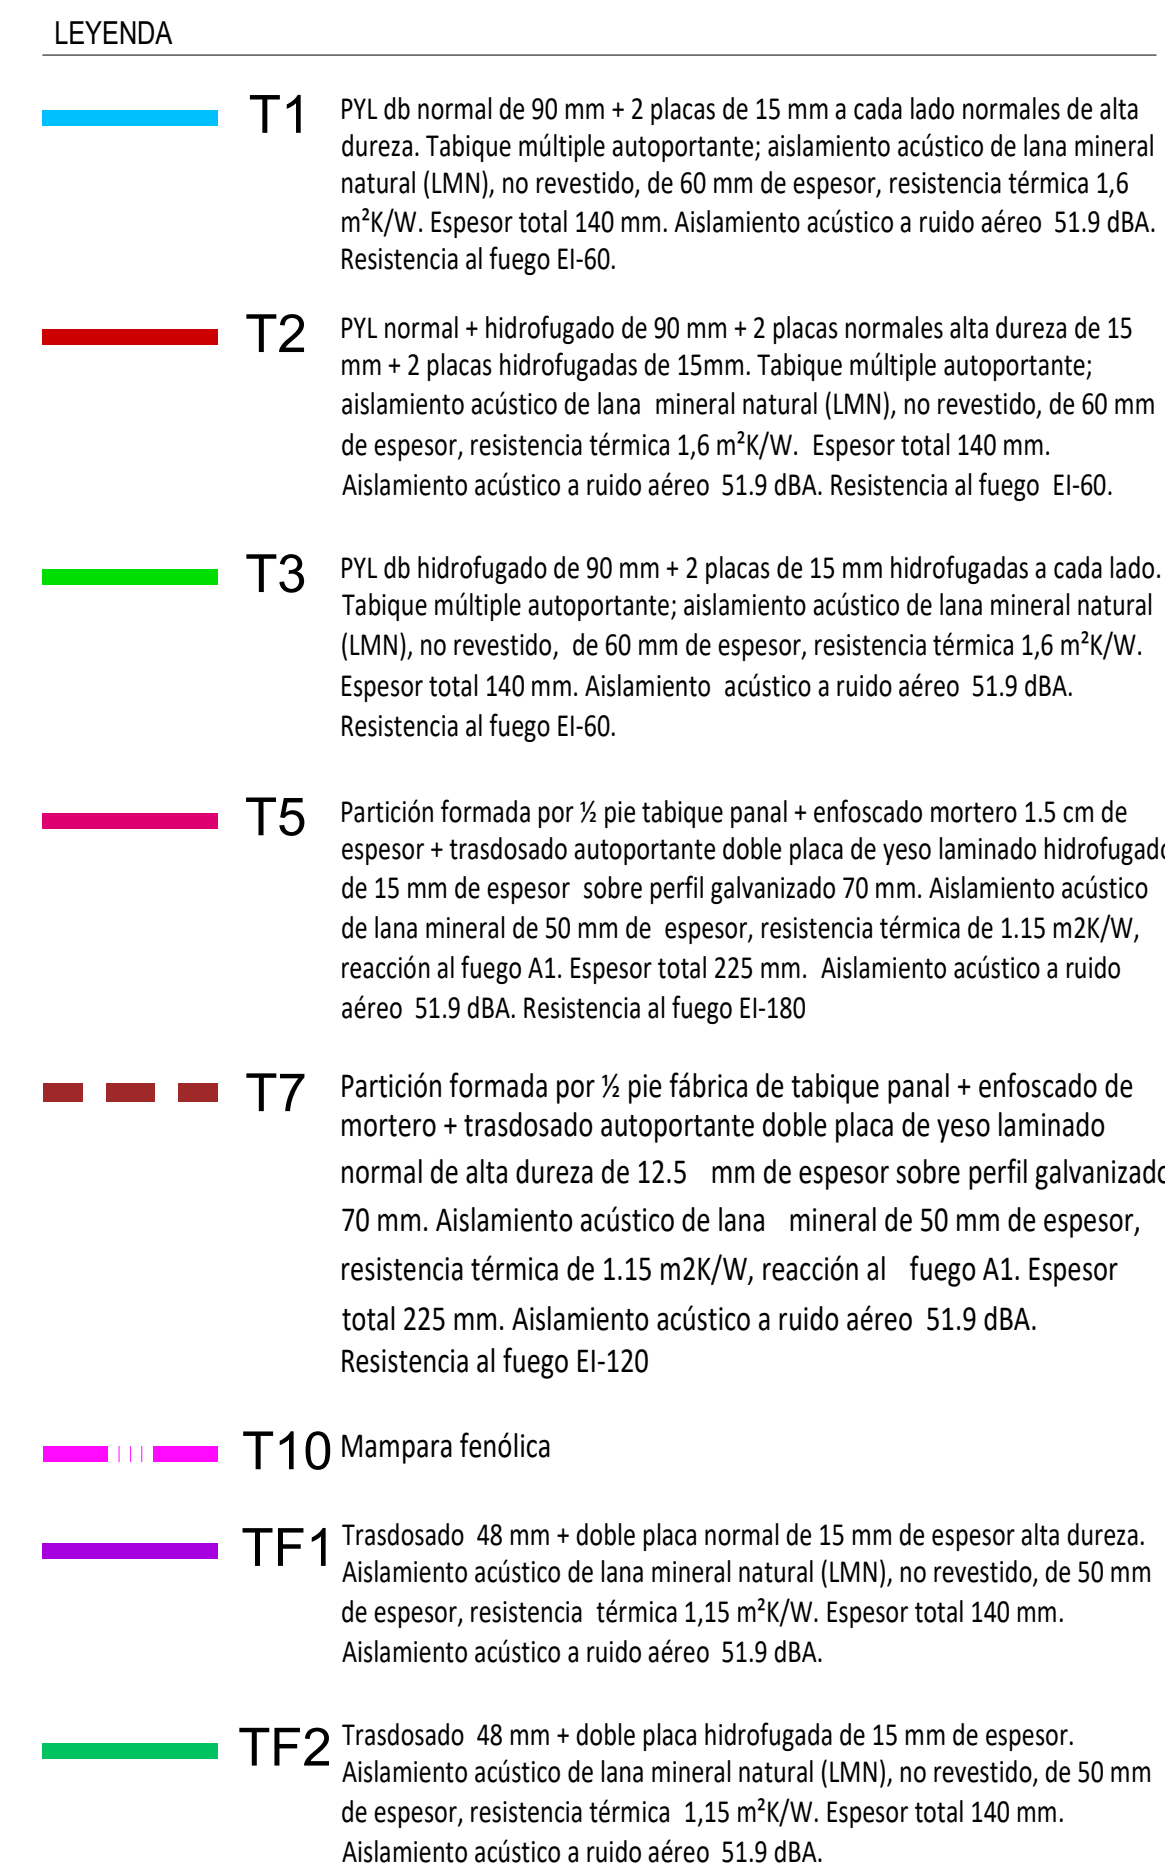 LEYENDA
T1 PYL db normal de 90 mm + 2 placas de 15 mm a cada lado normales de alta
dureza. Tabique múltiple autoportante; aislamiento acústico de lana mineral
natural (LMN), no revestido, de 60 mm de espesor, resistencia térmica 1,6
m²K/W. Espesor total 140 mm. Aislamiento acústico a ruido aéreo 51.9 dBA.
Resistencia al fuego EI-60.
T2 PYL normal + hidrofugado de 90 mm + 2 placas normales alta dureza de 15
mm + 2 placas hidrofugadas de 15mm. Tabique múltiple autoportante;
aislamiento acústico de lana mineral natural (LMN), no revestido, de 60 mm
de espesor, resistencia térmica 1,6 m²K/W. Espesor total 140 mm.
Aislamiento acústico a ruido aéreo 51.9 dBA. Resistencia al fuego EI-60.
T3 PYL db hidrofugado de 90 mm + 2 placas de 15 mm hidrofugadas a cada lado.
Tabique múltiple autoportante; aislamiento acústico de lana mineral natural
(LMN), no revestido, de 60 mm de espesor, resistencia térmica 1,6 m²K/W.
Espesor total 140 mm. Aislamiento acústico a ruido aéreo 51.9 dBA.
Resistencia al fuego EI-60.
T5 Partición formada por ½ pie tabique panal + enfoscado mortero 1.5 cm de
espesor + trasdosado autoportante doble placa de yeso laminado hidrofugado
de 15 mm de espesor sobre perfil galvanizado 70 mm. Aislamiento acústico
de lana mineral de 50 mm de espesor, resistencia térmica de 1.15 m2K/W,
reacción al fuego A1. Espesor total 225 mm. Aislamiento acústico a ruido
aéreo 51.9 dBA. Resistencia al fuego EI-180
T7 Partición formada por ½ pie fábrica de tabique panal + enfoscado de
mortero + trasdosado autoportante doble placa de yeso laminado
normal de alta dureza de 12.5 mm de espesor sobre perfil galvanizado
70 mm. Aislamiento acústico de lana mineral de 50 mm de espesor,
resistencia térmica de 1.15 m2K/W, reacción al fuego A1. Espesor
total 225 mm. Aislamiento acústico a ruido aéreo 51.9 dBA.
Resistencia al fuego EI-120
T10 Mampara fenólica
TF1 Trasdosado 48 mm + doble placa normal de 15 mm de espesor alta dureza.
Aislamiento acústico de lana mineral natural (LMN), no revestido, de 50 mm
de espesor, resistencia térmica 1,15 m²K/W. Espesor total 140 mm.
Aislamiento acústico a ruido aéreo 51.9 dBA.
TF2 Trasdosado 48 mm + doble placa hidrofugada de 15 mm de espesor.
Aislamiento acústico de lana mineral natural (LMN), no revestido, de 50 mm
de espesor, resistencia térmica 1,15 m²K/W. Espesor total 140 mm.
Aislamiento acústico a ruido aéreo 51.9 dBA.